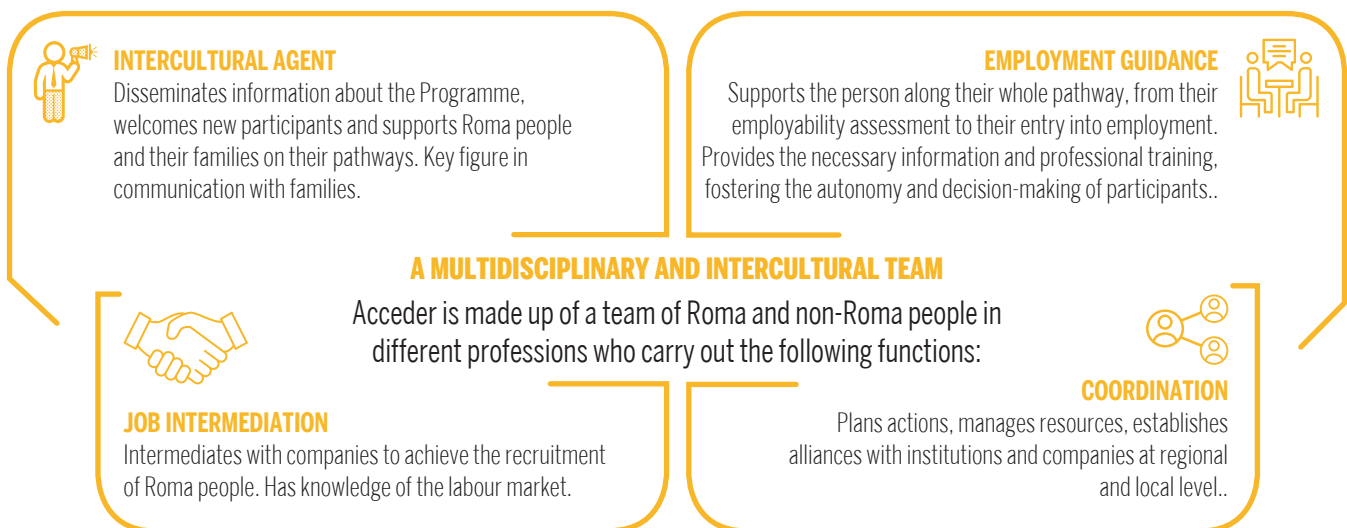 INTERCULTURAL AGENT
Disseminates information about the Programme,
welcomes new participants and supports Roma people
and their families on their pathways. Key figure in
communication with families.
EMPLOYMENT GUIDANCE
Supports the person along their whole pathway, from their
employability assessment to their entry into employment.
Provides the necessary information and professional training,
fostering the autonomy and decision-making of participants..
A MULTIDISCIPLINARY AND INTERCULTURAL TEAM
Acceder is made up of a team of Roma and non-Roma people in
different professions who carry out the following functions:
JOB INTERMEDIATION
Intermediates with companies to achieve the recruitment
of Roma people. Has knowledge of the labour market.
COORDINATION
Plans actions, manages resources, establishes
alliances with institutions and companies at regional
and local level..